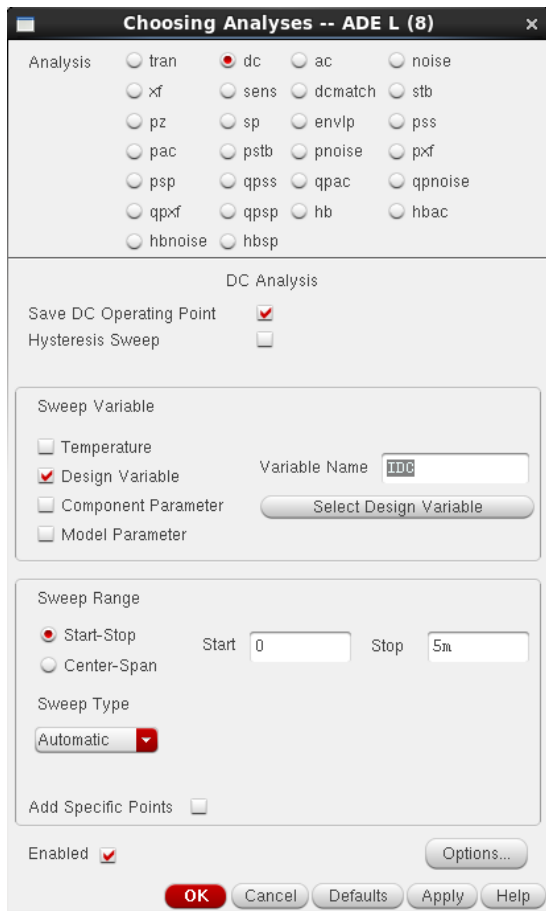 Choosing Analyses -- ADE L (8)
Analysis tran dc ac noise
xf sens dcmatch stb
pz sp envlp pss
pac pstb pnoise pxf
psp qpss qpac qpnoise
qpxf qpsp hb hbac
hbnoise hbsp
DC Analysis
Save DC Operating Point
Hysteresis Sweep
Sweep Variable
Temperature
Design Variable Variable Name IDC
Component Parameter Select Design Variable
Model Parameter
Sweep Range
Start-Stop Start 0 Stop 5m
Center-Span
Sweep Type
Automatic
Add Specific Points
Enabled Options...
OK Cancel Defaults Apply Help